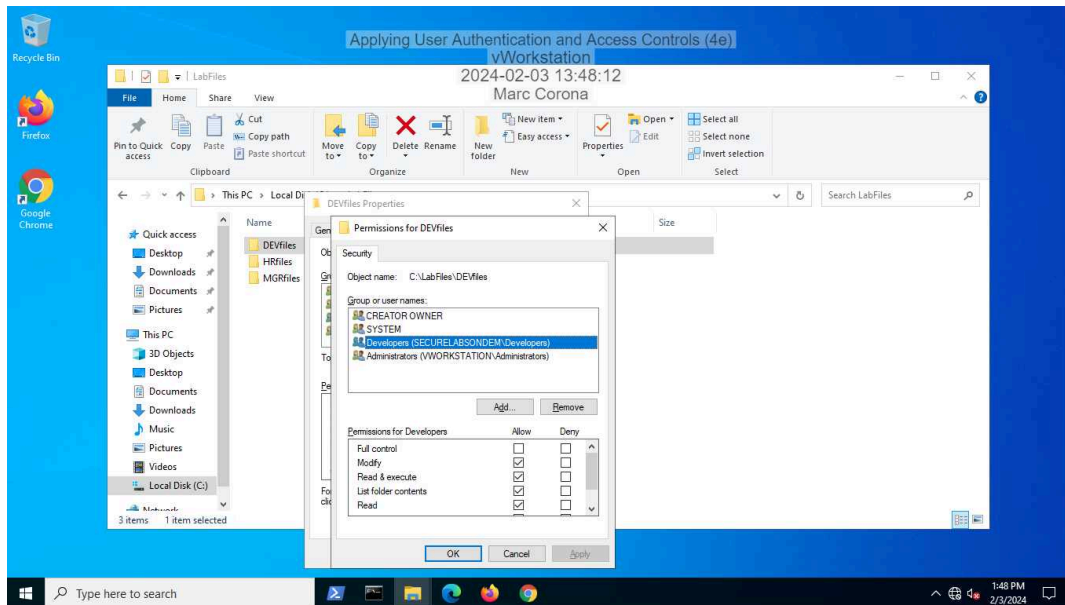 Recycle Bin
Firefox
Google
Chrome
Applying User Authentication and Access Controls (4e)
vWorkstation
2024-02-03 13:48:12
Marc Corona
LabFiles
File Home Share View
Pin to Quick
access
Copy
Paste
Cut
Copy path
Paste shortcut
Clipboard
Move
to
Copy
to
Delete
Rename
Organize
New
folder
New item
Easy access
New
Properties
Open
Edit
Open
Select all
Select none
Invert selection
Select
This PC > Local Di
Search LabFiles
Quick access
Desktop
Downloads
Documents
Pictures
This PC
3D Objects
Desktop
Documents
Downloads
Music
Pictures
Videos
Local Disk (C:)
Name
Size
DEVfiles
HRfiles
MGRfiles
3 items 1 item selected
DEVfiles Properties
Gen
Ob
To
Pe
Fo
clic
Permissions for DEVfiles
Security
Object name: C:\LabFiles\DEVfiles
Group or user names:
CREATOR OWNER
SYSTEM
Developers (SECURELABSONDEM\Developers)
Administrators (VWORKSTATION\Administrators)
Add... Remove
Permissions for Developers Allow Deny
Full control
Modify
Read & execute
List folder contents
Read
OK Cancel Apply
Type here to search
1:48 PM
2/3/2024